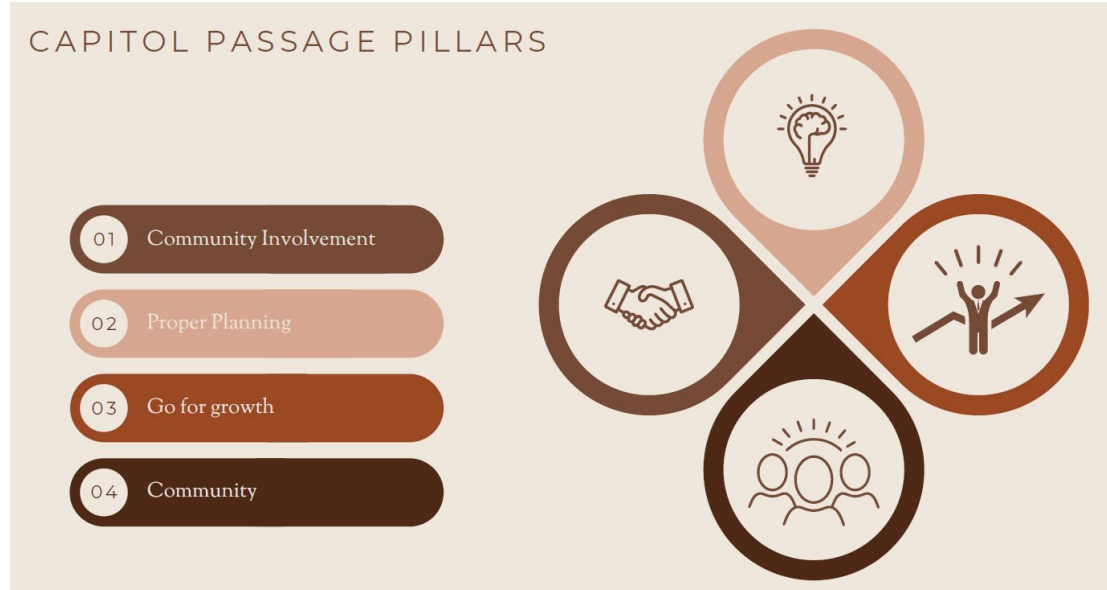 CAPITOL PASSAGE PILLARS
01 Community Involvement
02 Proper Planning
03 Go for growth
04 Community